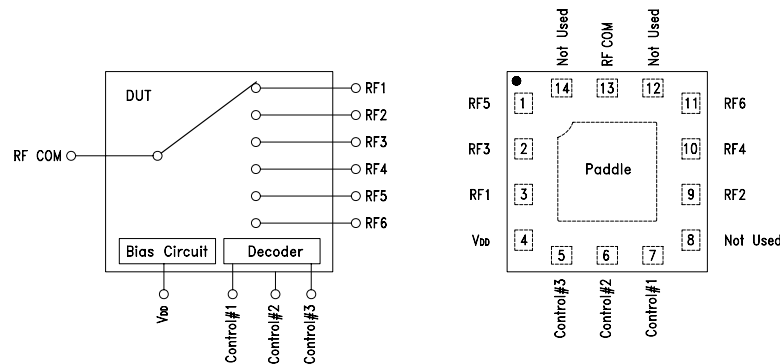 DUT
RF COM
RF1
RF2
RF3
RF4
RF5
RF6
Bias Circuit
Decoder
VDD
Control#1
Control#2
Control#3
Not Used
RF COM
Not Used
14
13
12
RF5
1
11
RF6
RF3
2
10
RF4
Paddle
RF1
3
9
RF2
VDD
4
8
Not Used
5
6
7
Control#3
Control#2
Control#1